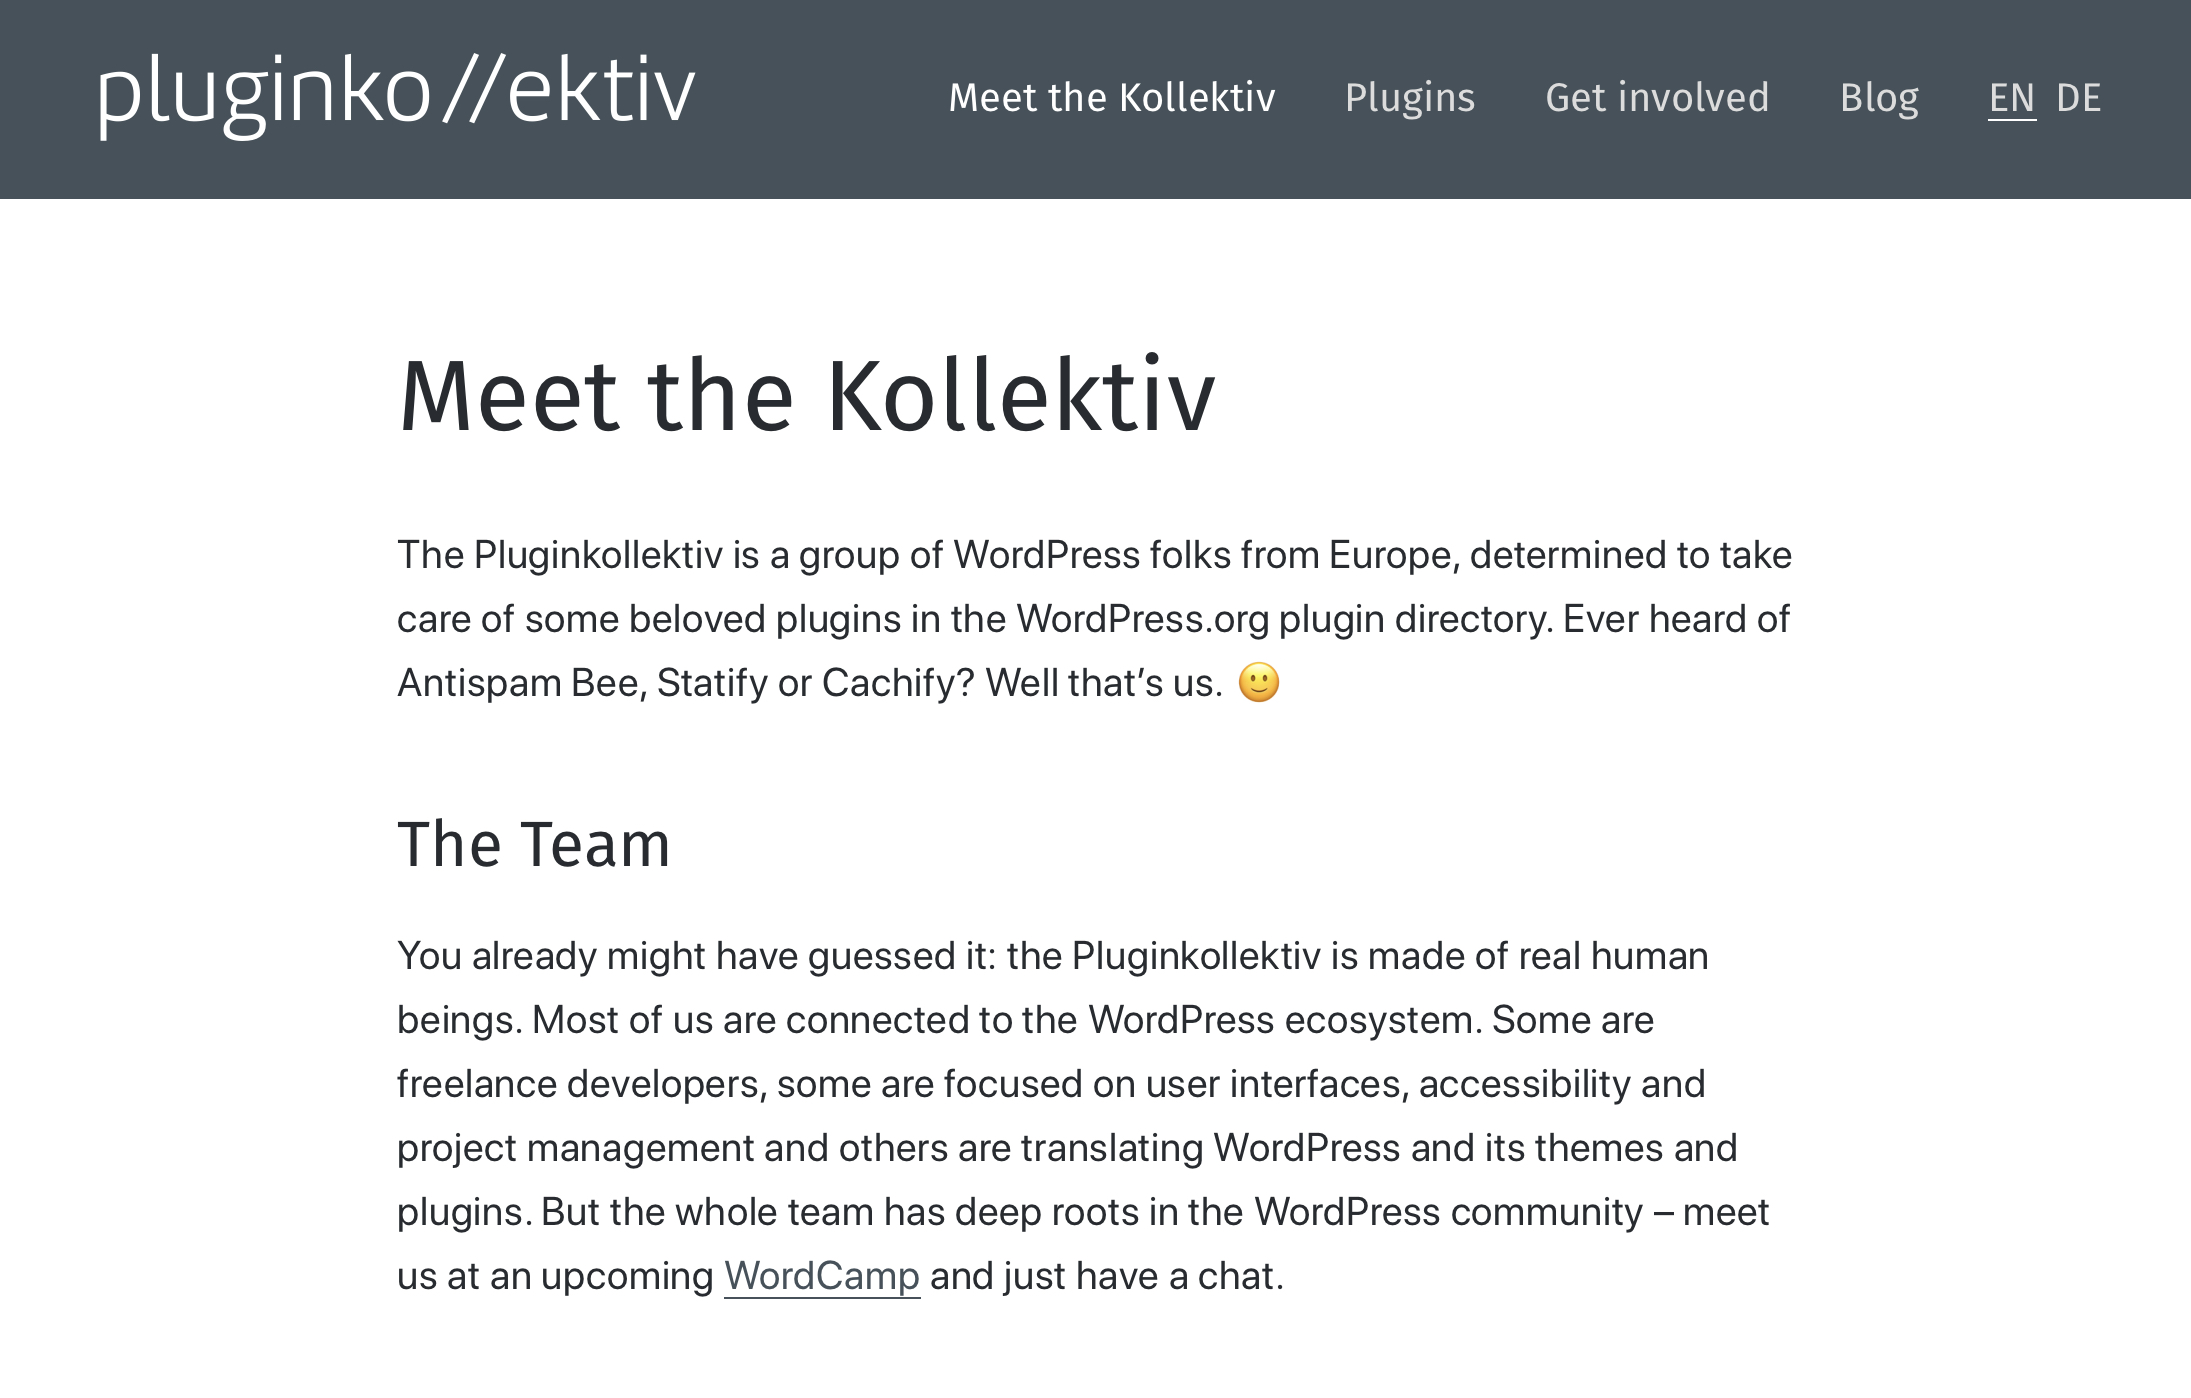 pluginko//ektiv
Meet the Kollektiv Plugins Get involved Blog EN DE
Meet the Kollektiv
The Pluginkollektiv is a group of WordPress folks from Europe, determined to take
care of some beloved plugins in the WordPress.org plugin directory. Ever heard of
Antispam Bee, Statify or Cachify? Well that’s us. 🙂
The Team
You already might have guessed it: the Pluginkollektiv is made of real human
beings. Most of us are connected to the WordPress ecosystem. Some are
freelance developers, some are focused on user interfaces, accessibility and
project management and others are translating WordPress and its themes and
plugins. But the whole team has deep roots in the WordPress community – meet
us at an upcoming WordCamp and just have a chat.